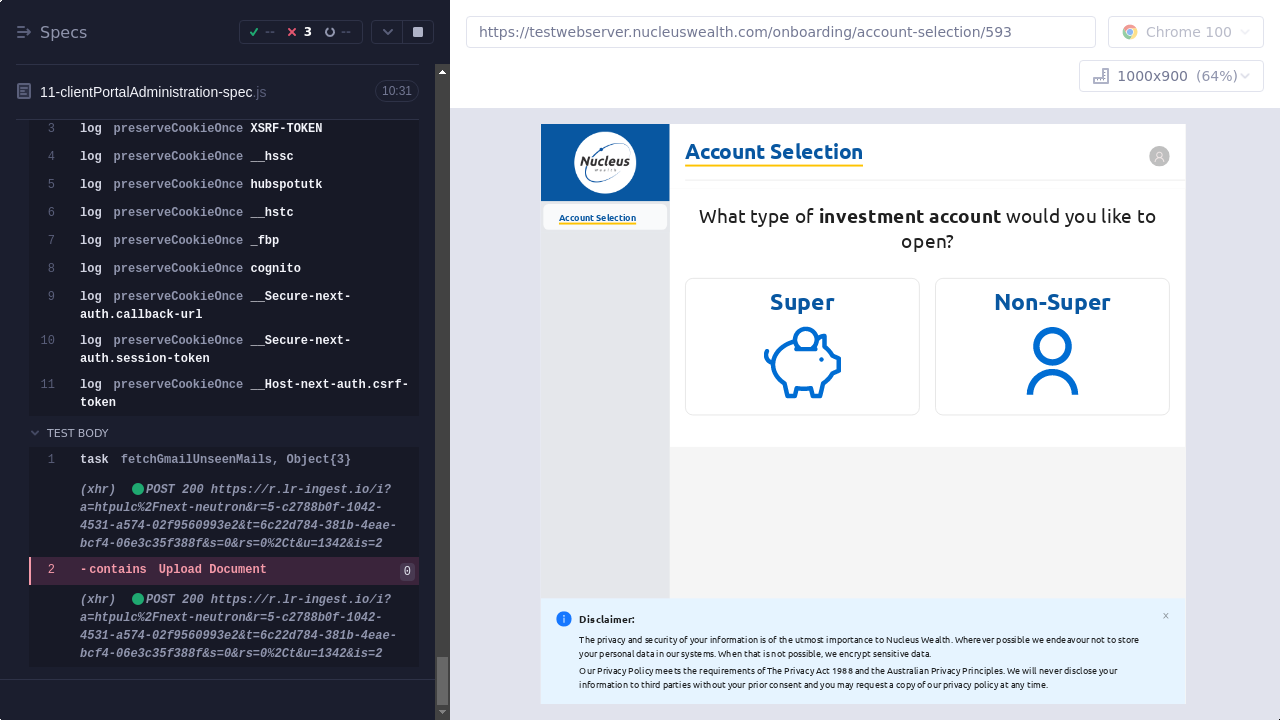 Specs
--
3
--
11-clientPortalAdministration-spec.js
10:31
3 log preserveCookieOnce XSRF-TOKEN
4 log preserveCookieOnce __hssc
5 log preserveCookieOnce hubspotutk
6 log preserveCookieOnce __hstc
7 log preserveCookieOnce _fbp
8 log preserveCookieOnce cognito
9 log preserveCookieOnce __Secure-next-
auth.callback-url
10 log preserveCookieOnce __Secure-next-
auth.session-token
11 log preserveCookieOnce __Host-next-auth.csrf-
token
TEST BODY
1 task fetchGmailUnseenMails, Object{3}
(xhr) POST 200 https://r.lr-ingest.io/i?
a=htpulc%2Fnext-neutron&r=5-c2788b0f-1042-
4531-a574-02f9560993e2&t=6c22d784-381b-4eae-
bcf4-06e3c35f388f&s=0&rs=0%2Ct&u=1342&is=2
2 -contains Upload Document 0
(xhr) POST 200 https://r.lr-ingest.io/i?
a=htpulc%2Fnext-neutron&r=5-c2788b0f-1042-
4531-a574-02f9560993e2&t=6c22d784-381b-4eae-
bcf4-06e3c35f388f&s=0&rs=0%2Ct&u=1342&is=2
https://testwebserver.nucleuswealth.com/onboarding/account-selection/593
Chrome 100
1000x900 (64%)
Nucleus
Wealth
Account Selection
Account Selection
What type of investment account would you like to
open?
Super
Non-Super
Disclaimer:
The privacy and security of your information is of the utmost importance to Nucleus Wealth. Wherever possible we endeavour not to store
your personal data in our systems. When that is not possible, we encrypt sensitive data.
Our Privacy Policy meets the requirements of The Privacy Act 1988 and the Australian Privacy Principles. We will never disclose your
information to third parties without your prior consent and you may request a copy of our privacy policy at any time.